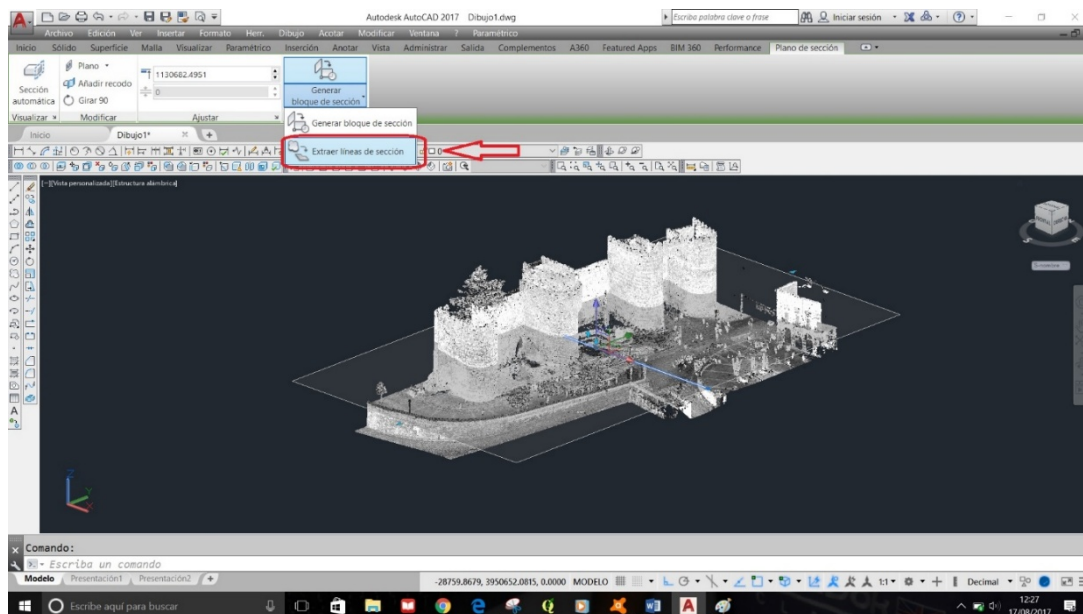 Autodesk AutoCAD 2017 Dibujo1.dwg
Escriba palabra clave o frase
Iniciar sesión
Archivo Edición Ver Insertar Formato Herr. Dibujo Acotar Modificar Ventana ? Paramétrico
Inicio Sólido Superficie Malla Visualizar Paramétrico Inserción Anotar Vista Administrar Salida Complementos A360 Featured Apps BIM 360 Performance Plano de sección
Sección automática
Plano
Añadir recodo
Girar 90
1130682.4951
0
Generar bloque de sección
Visualizar Modificar Ajustar
Generar bloque de sección
Extraer líneas de sección
Inicio Dibujo1*
[−][Vista personalizada][Estructura alámbrica]
Z
Y
X
Comando:
Escriba un comando
Modelo Presentación1 Presentación2 +
-28759.8679, 3950652.0815, 0.0000 MODELO
1:1
Decimal
Escribe aquí para buscar
12:27
17/08/2017